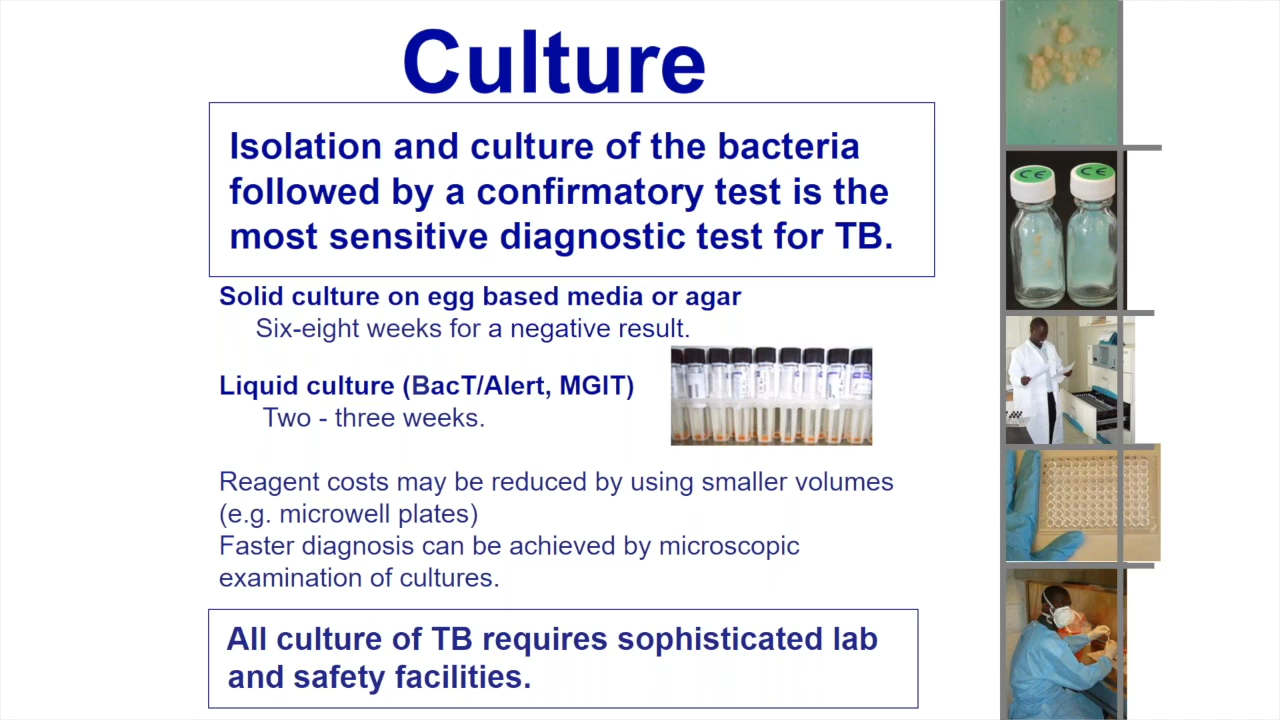 Culture
Isolation and culture of the bacteria
followed by a confirmatory test is the
most sensitive diagnostic test for TB.
Solid culture on egg based media or agar
Six-eight weeks for a negative result.
Liquid culture (BacT/Alert, MGIT)
Two - three weeks.
Reagent costs may be reduced by using smaller volumes
(e.g. microwell plates)
Faster diagnosis can be achieved by microscopic
examination of cultures.
All culture of TB requires sophisticated lab
and safety facilities.
CE
CE